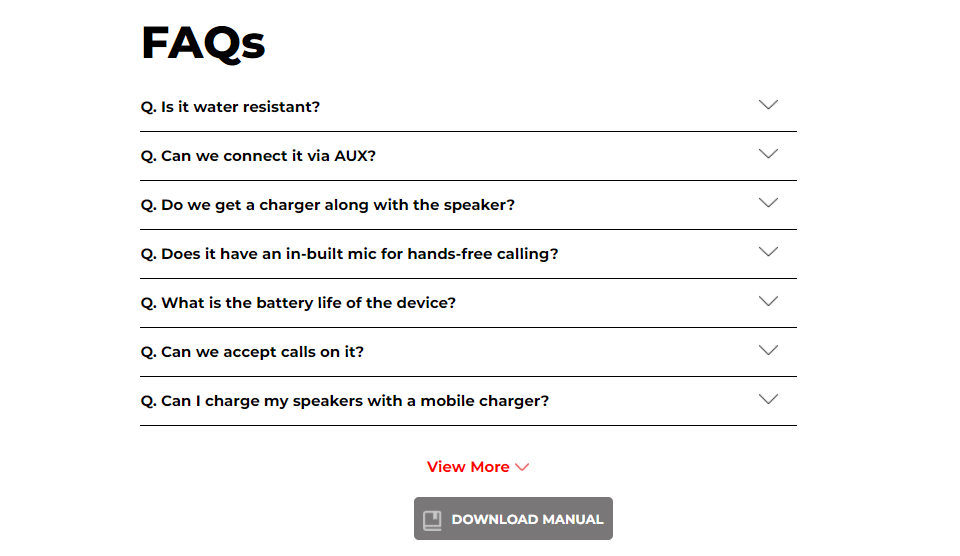 FAQs
Q. Is it water resistant?
Q. Can we connect it via AUX?
Q. Do we get a charger along with the speaker?
Q. Does it have an in-built mic for hands-free calling?
Q. What is the battery life of the device?
Q. Can we accept calls on it?
Q. Can I charge my speakers with a mobile charger?
View More
DOWNLOAD MANUAL